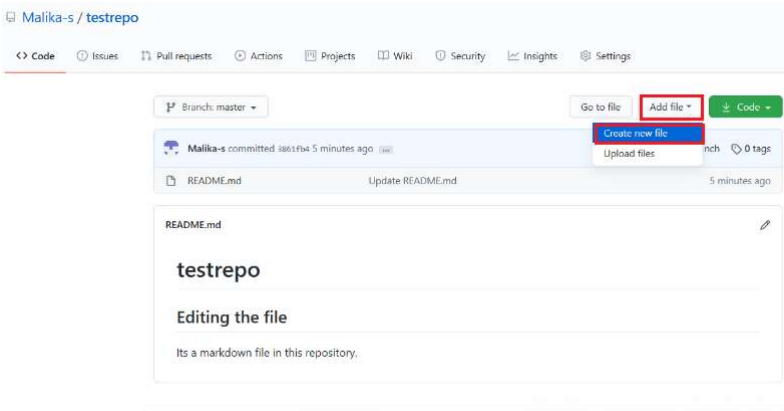 Malika-s / testrepo
<> Code Issues Pull requests Actions Projects Wiki Security Insights Settings
Branch: master Go to file Add file Code
Malika-s committed 3861fb4 5 minutes ago ... nch 0 tags
Create new file
Upload files
README.md Update README.md 5 minutes ago
README.md
testrepo
Editing the file
Its a markdown file in this repository.